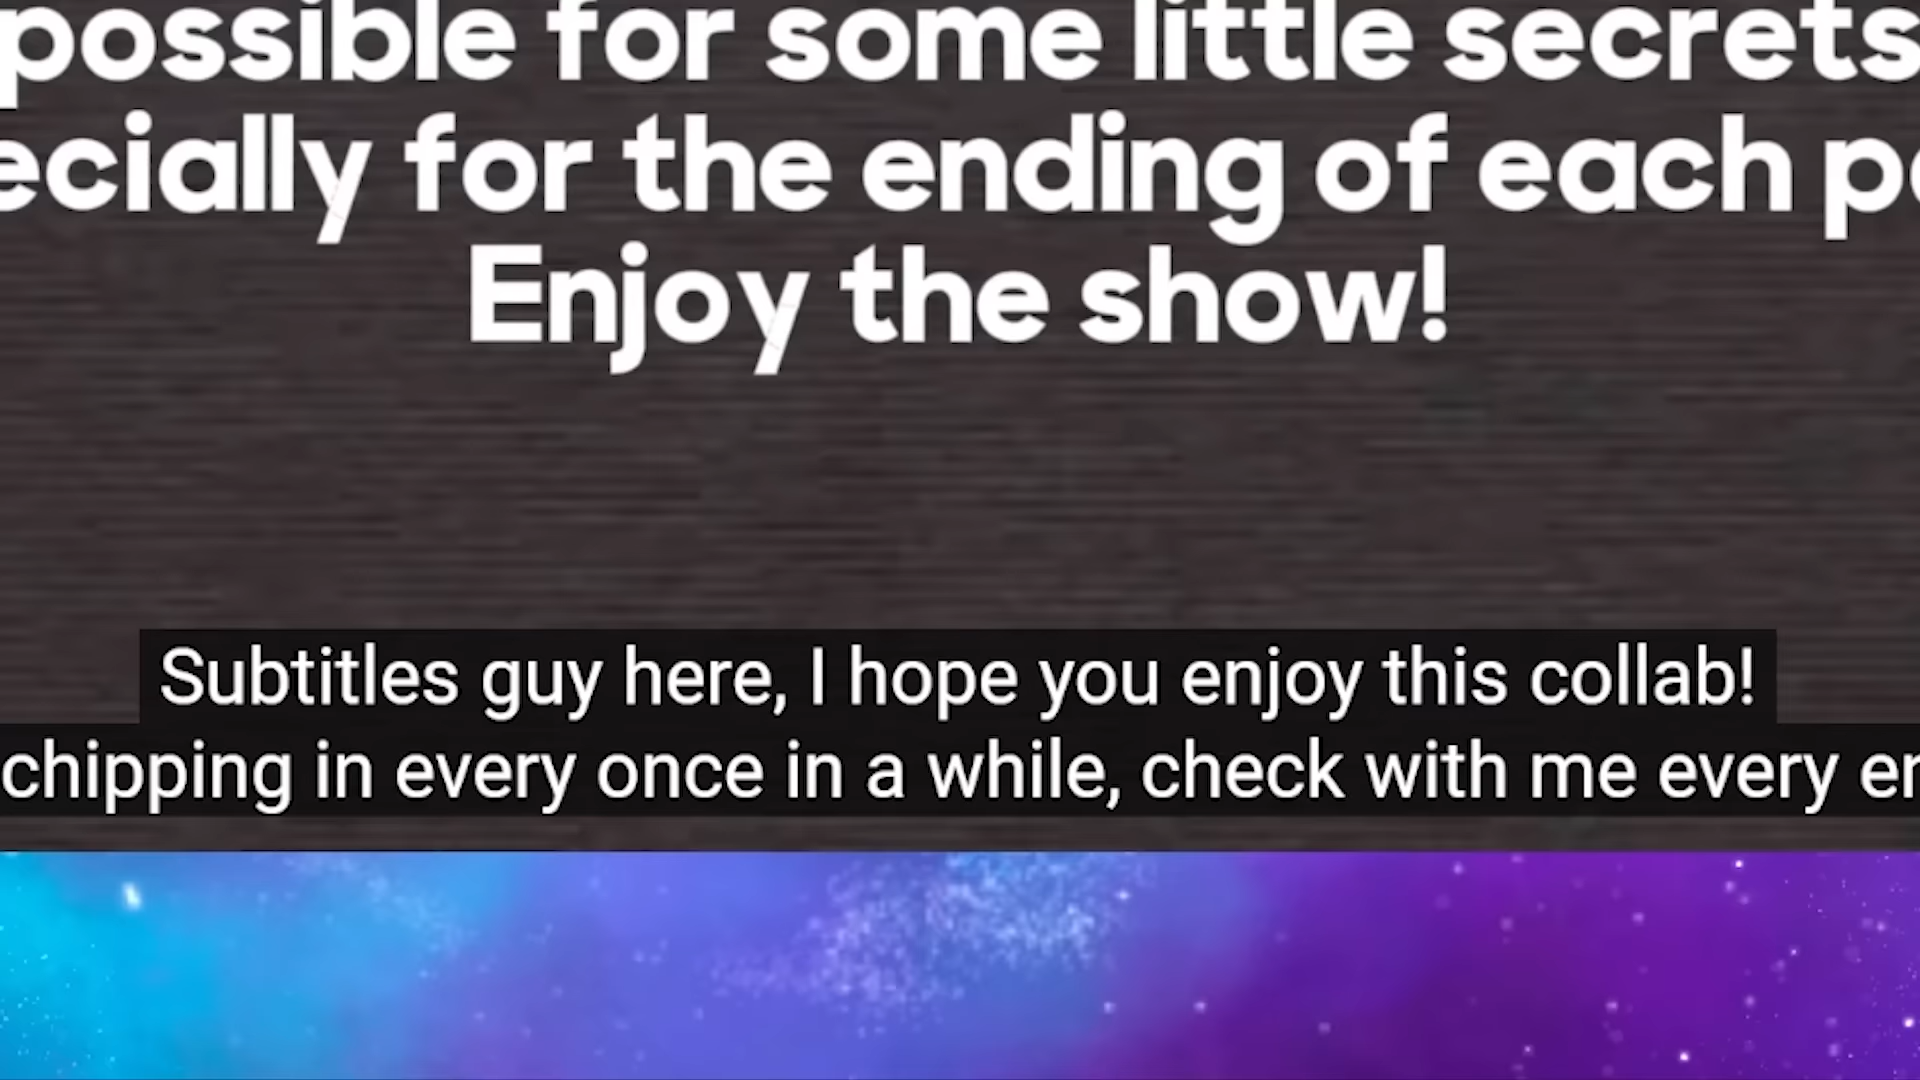 possible for some little secrets
ecially for the ending of each p
Enjoy the show!
Subtitles guy here, I hope you enjoy this collab!
chipping in every once in a while, check with me every en